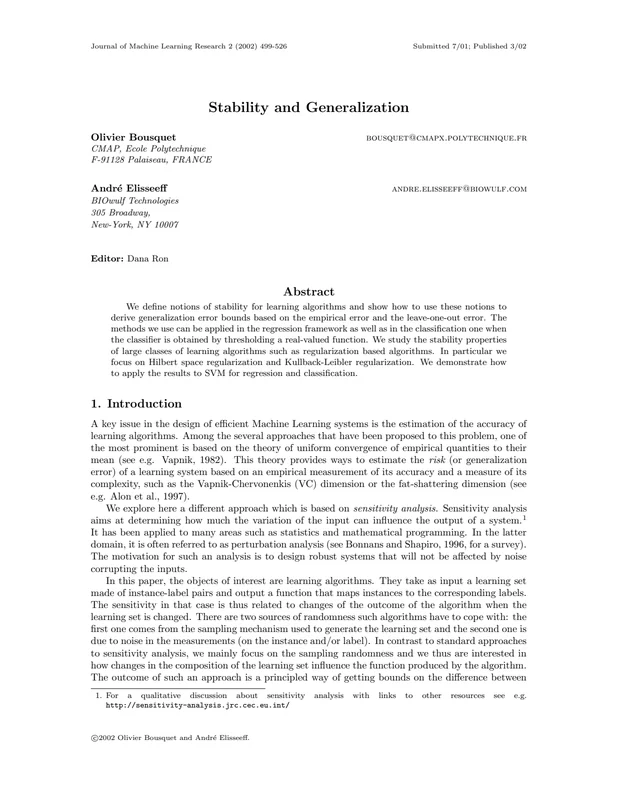 Journal of Machine Learning Research 2 (2002) 499-526 Submitted 7/01; Published 3/02
Stability and Generalization
Olivier Bousquet BOUSQUET@CMAPX.POLYTECHNIQUE.FR
CMAP, Ecole Polytechnique
F-91128 Palaiseau, FRANCE
André Elisseeff ANDRE.ELISSEEFF@BIOWULF.COM
BIOwulf Technologies
305 Broadway,
New-York, NY 10007
Editor: Dana Ron
Abstract
We define notions of stability for learning algorithms and show how to use these notions to
derive generalization error bounds based on the empirical error and the leave-one-out error. The
methods we use can be applied in the regression framework as well as in the classification one when
the classifier is obtained by thresholding a real-valued function. We study the stability properties
of large classes of learning algorithms such as regularization based algorithms. In particular we
focus on Hilbert space regularization and Kullback-Leibler regularization. We demonstrate how
to apply the results to SVM for regression and classification.
1. Introduction
A key issue in the design of efficient Machine Learning systems is the estimation of the accuracy of
learning algorithms. Among the several approaches that have been proposed to this problem, one of
the most prominent is based on the theory of uniform convergence of empirical quantities to their
mean (see e.g. Vapnik, 1982). This theory provides ways to estimate the risk (or generalization
error) of a learning system based on an empirical measurement of its accuracy and a measure of its
complexity, such as the Vapnik-Chervonenkis (VC) dimension or the fat-shattering dimension (see
e.g. Alon et al., 1997).
We explore here a different approach which is based on sensitivity analysis. Sensitivity analysis
aims at determining how much the variation of the input can influence the output of a system.1
It has been applied to many areas such as statistics and mathematical programming. In the latter
domain, it is often referred to as perturbation analysis (see Bonnans and Shapiro, 1996, for a survey).
The motivation for such an analysis is to design robust systems that will not be affected by noise
corrupting the inputs.
In this paper, the objects of interest are learning algorithms. They take as input a learning set
made of instance-label pairs and output a function that maps instances to the corresponding labels.
The sensitivity in that case is thus related to changes of the outcome of the algorithm when the
learning set is changed. There are two sources of randomness such algorithms have to cope with: the
first one comes from the sampling mechanism used to generate the learning set and the second one is
due to noise in the measurements (on the instance and/or label). In contrast to standard approaches
to sensitivity analysis, we mainly focus on the sampling randomness and we thus are interested in
how changes in the composition of the learning set influence the function produced by the algorithm.
The outcome of such an approach is a principled way of getting bounds on the difference between
1. For a qualitative discussion about sensitivity analysis with links to other resources see e.g.
http://sensitivity-analysis.jrc.cec.eu.int/
©2002 Olivier Bousquet and André Elisseeff.